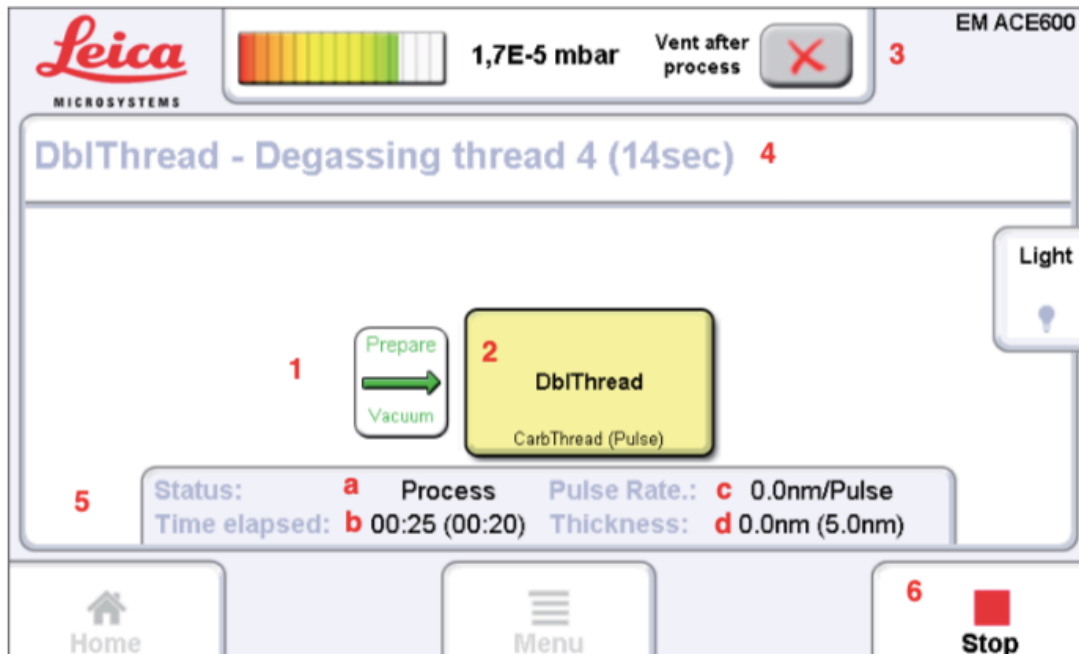 Leica
MICROSYSTEMS
1,7E-5 mbar
Vent after
process
3
EM ACE600
DblThread - Degassing thread 4 (14sec) 4
Light
1
Prepare
Vacuum
2
DblThread
CarbThread (Pulse)
5
Status: a Process Pulse Rate.: c 0.0nm/Pulse
Time elapsed: b 00:25 (00:20) Thickness: d 0.0nm (5.0nm)
Home
Menu
6
Stop